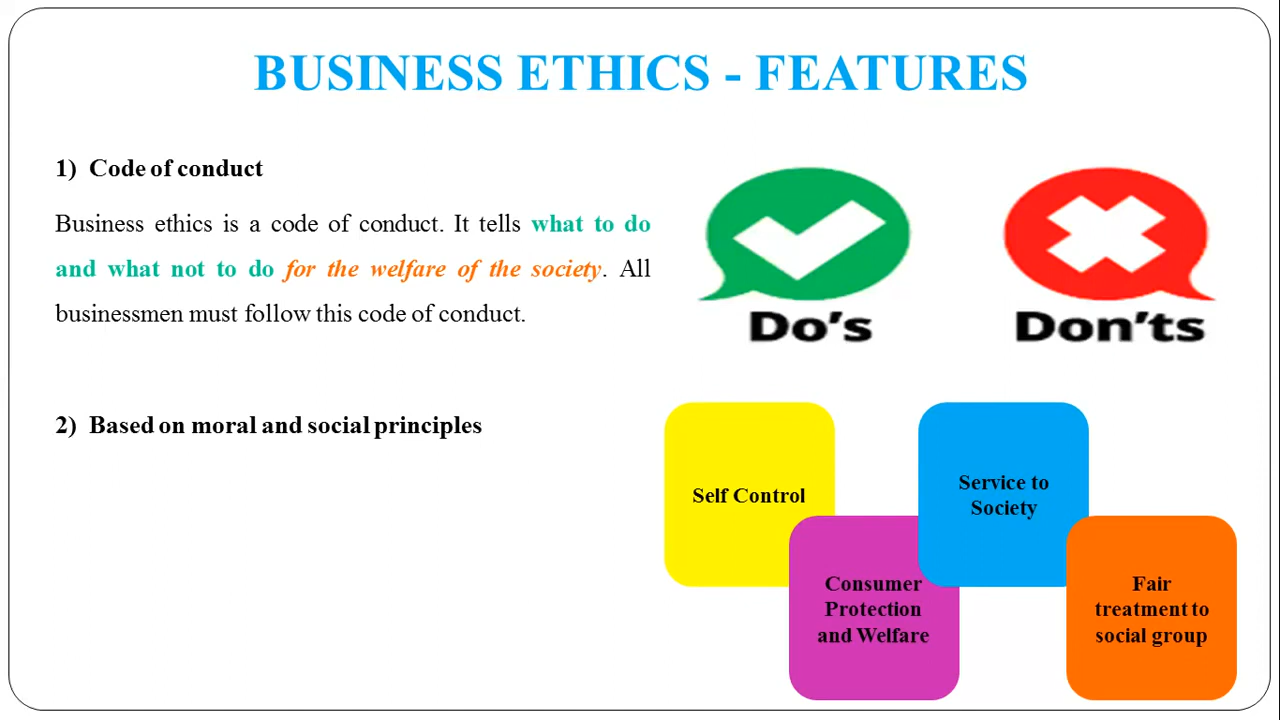 BUSINESS ETHICS - FEATURES
1) Code of conduct
Business ethics is a code of conduct. It tells what to do
and what not to do for the welfare of the society. All
businessmen must follow this code of conduct.
Do's
Don'ts
2) Based on moral and social principles
Self Control
Consumer
Protection
and Welfare
Service to
Society
Fair
treatment to
social group